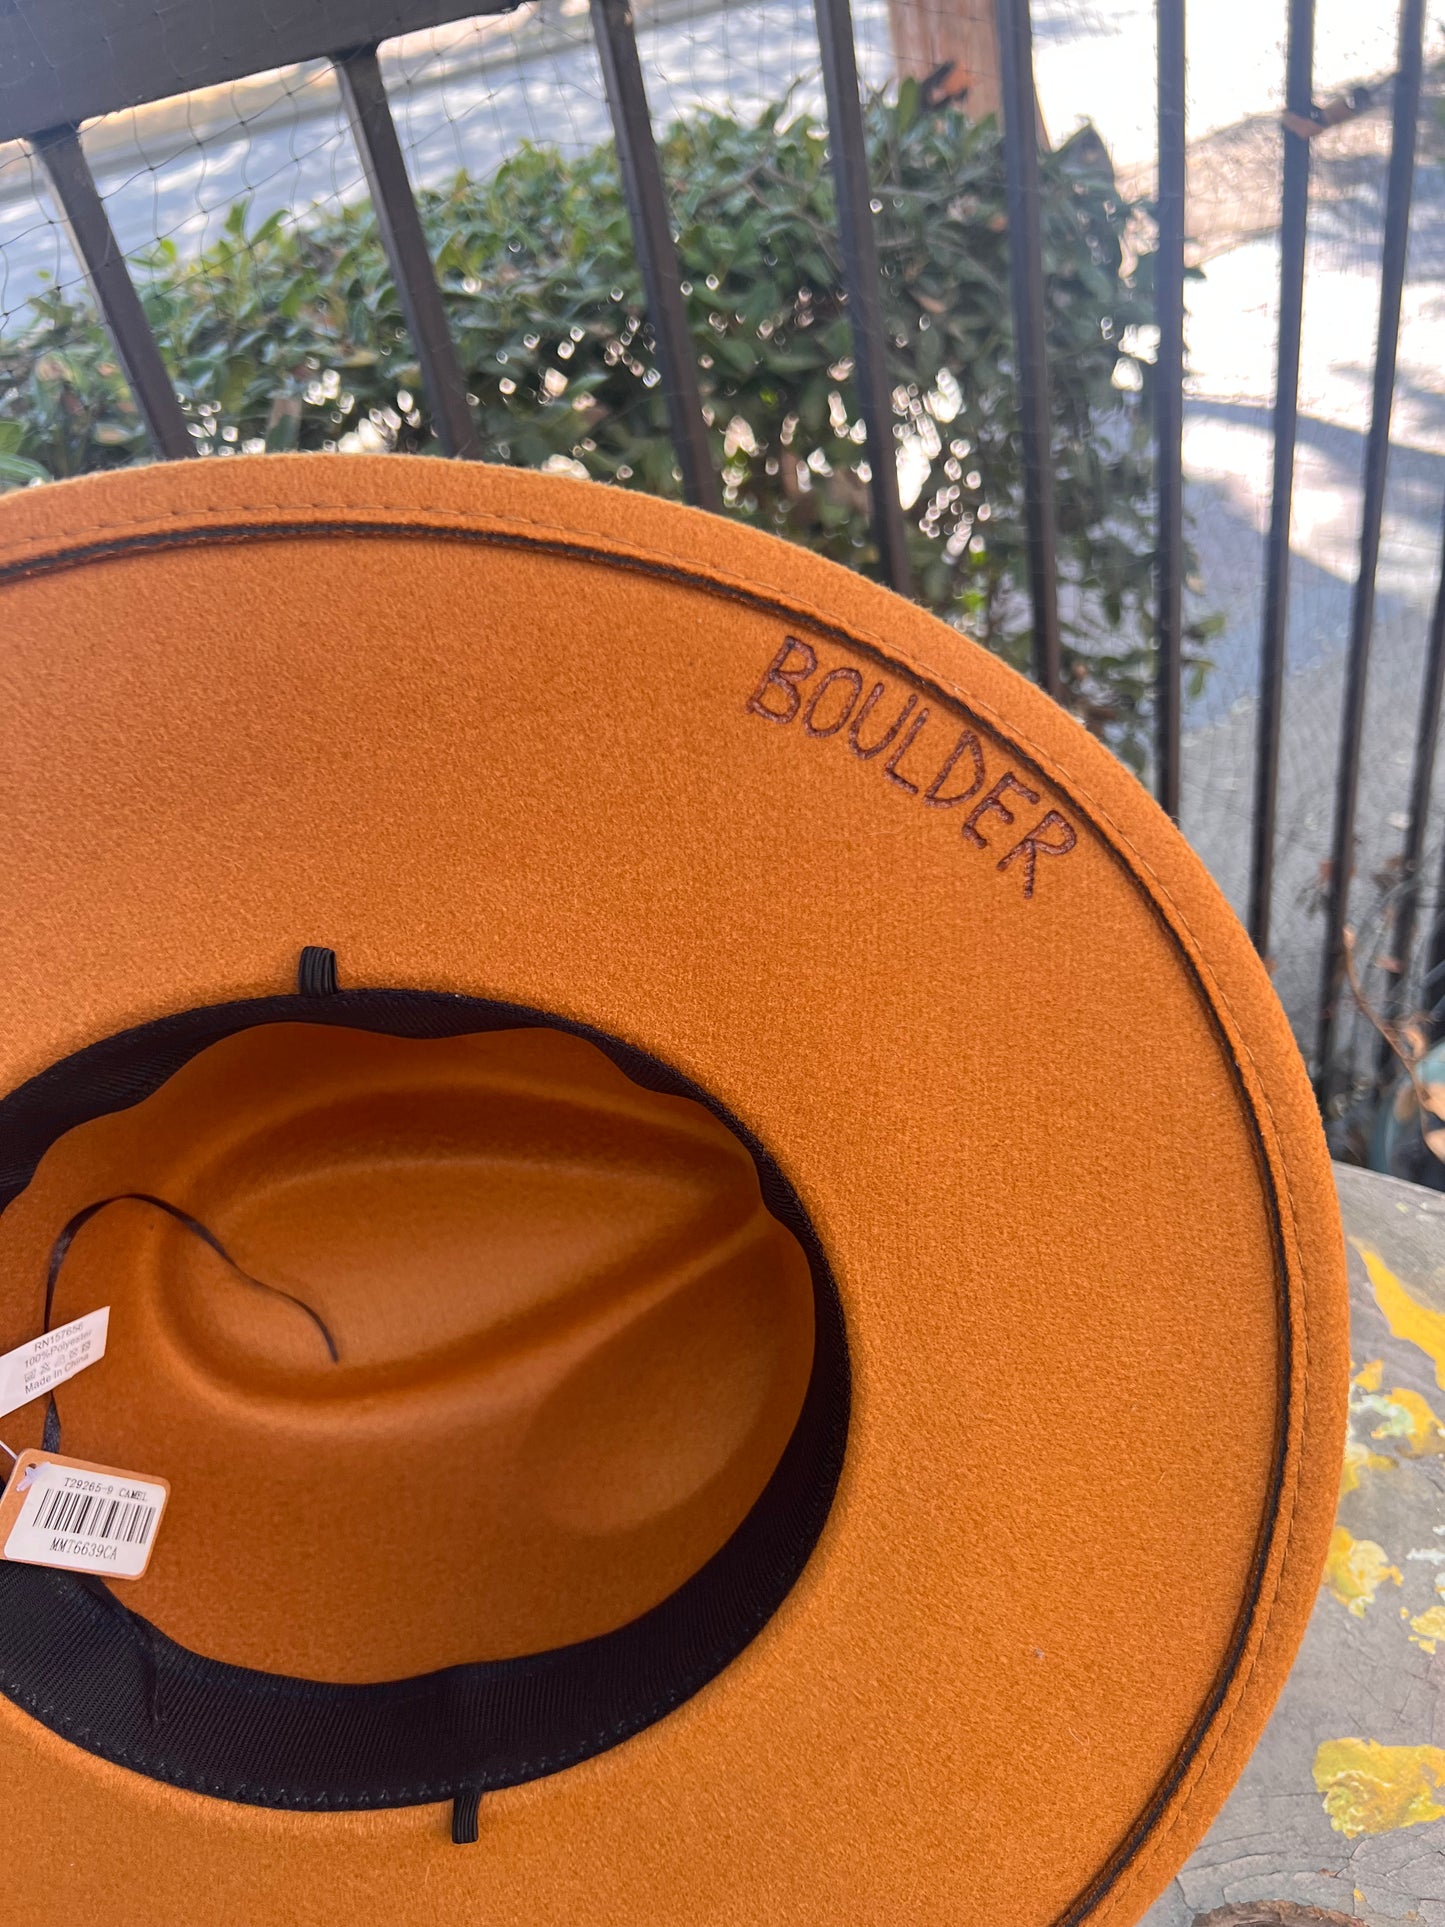 BOULDER
RN157656
100%Polyester
Made In China
T29265-9 CAMEL
MMT6639CA